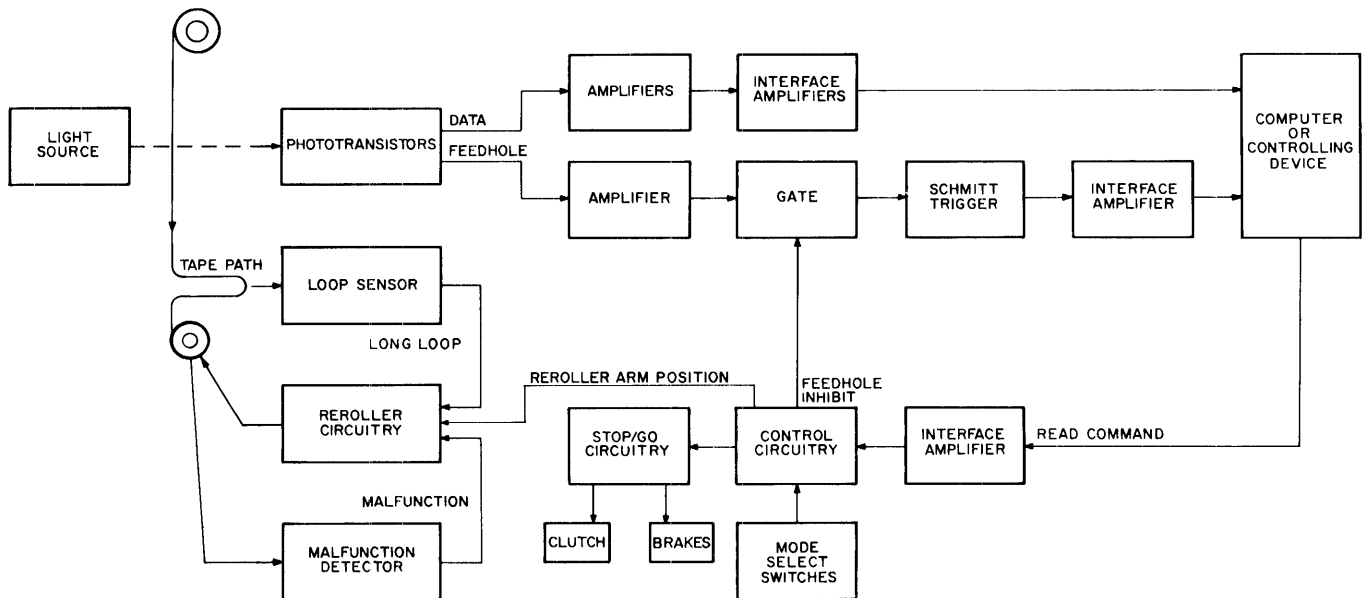 LIGHT
SOURCE
PHOTOTRANSISTORS
DATA
FEEDHOLE
AMPLIFIERS
INTERFACE
AMPLIFIERS
COMPUTER
OR
CONTROLLING
DEVICE
AMPLIFIER
GATE
SCHMITT
TRIGGER
INTERFACE
AMPLIFIER
TAPE PATH
LOOP SENSOR
LONG LOOP
REROLLER ARM POSITION
FEEDHOLE
INHIBIT
REROLLER
CIRCUITRY
STOP/GO
CIRCUITRY
CONTROL
CIRCUITRY
INTERFACE
AMPLIFIER
READ COMMAND
MALFUNCTION
CLUTCH
BRAKES
MALFUNCTION
DETECTOR
MODE
SELECT
SWITCHES